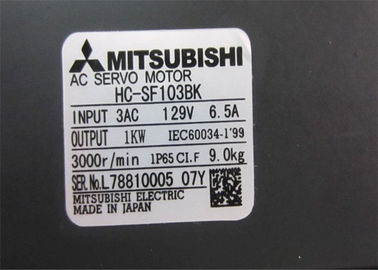 MITSUBISHI
AC SERVO MOTOR
HC-SF103BK
INPUT 3AC 129V 6.5A
OUTPUT 1KW IEC60034-1'99
3000r/min IP65 CI.F 9.0kg
SER.No.L78810005 07Y
MITSUBISHI ELECTRIC
MADE IN JAPAN